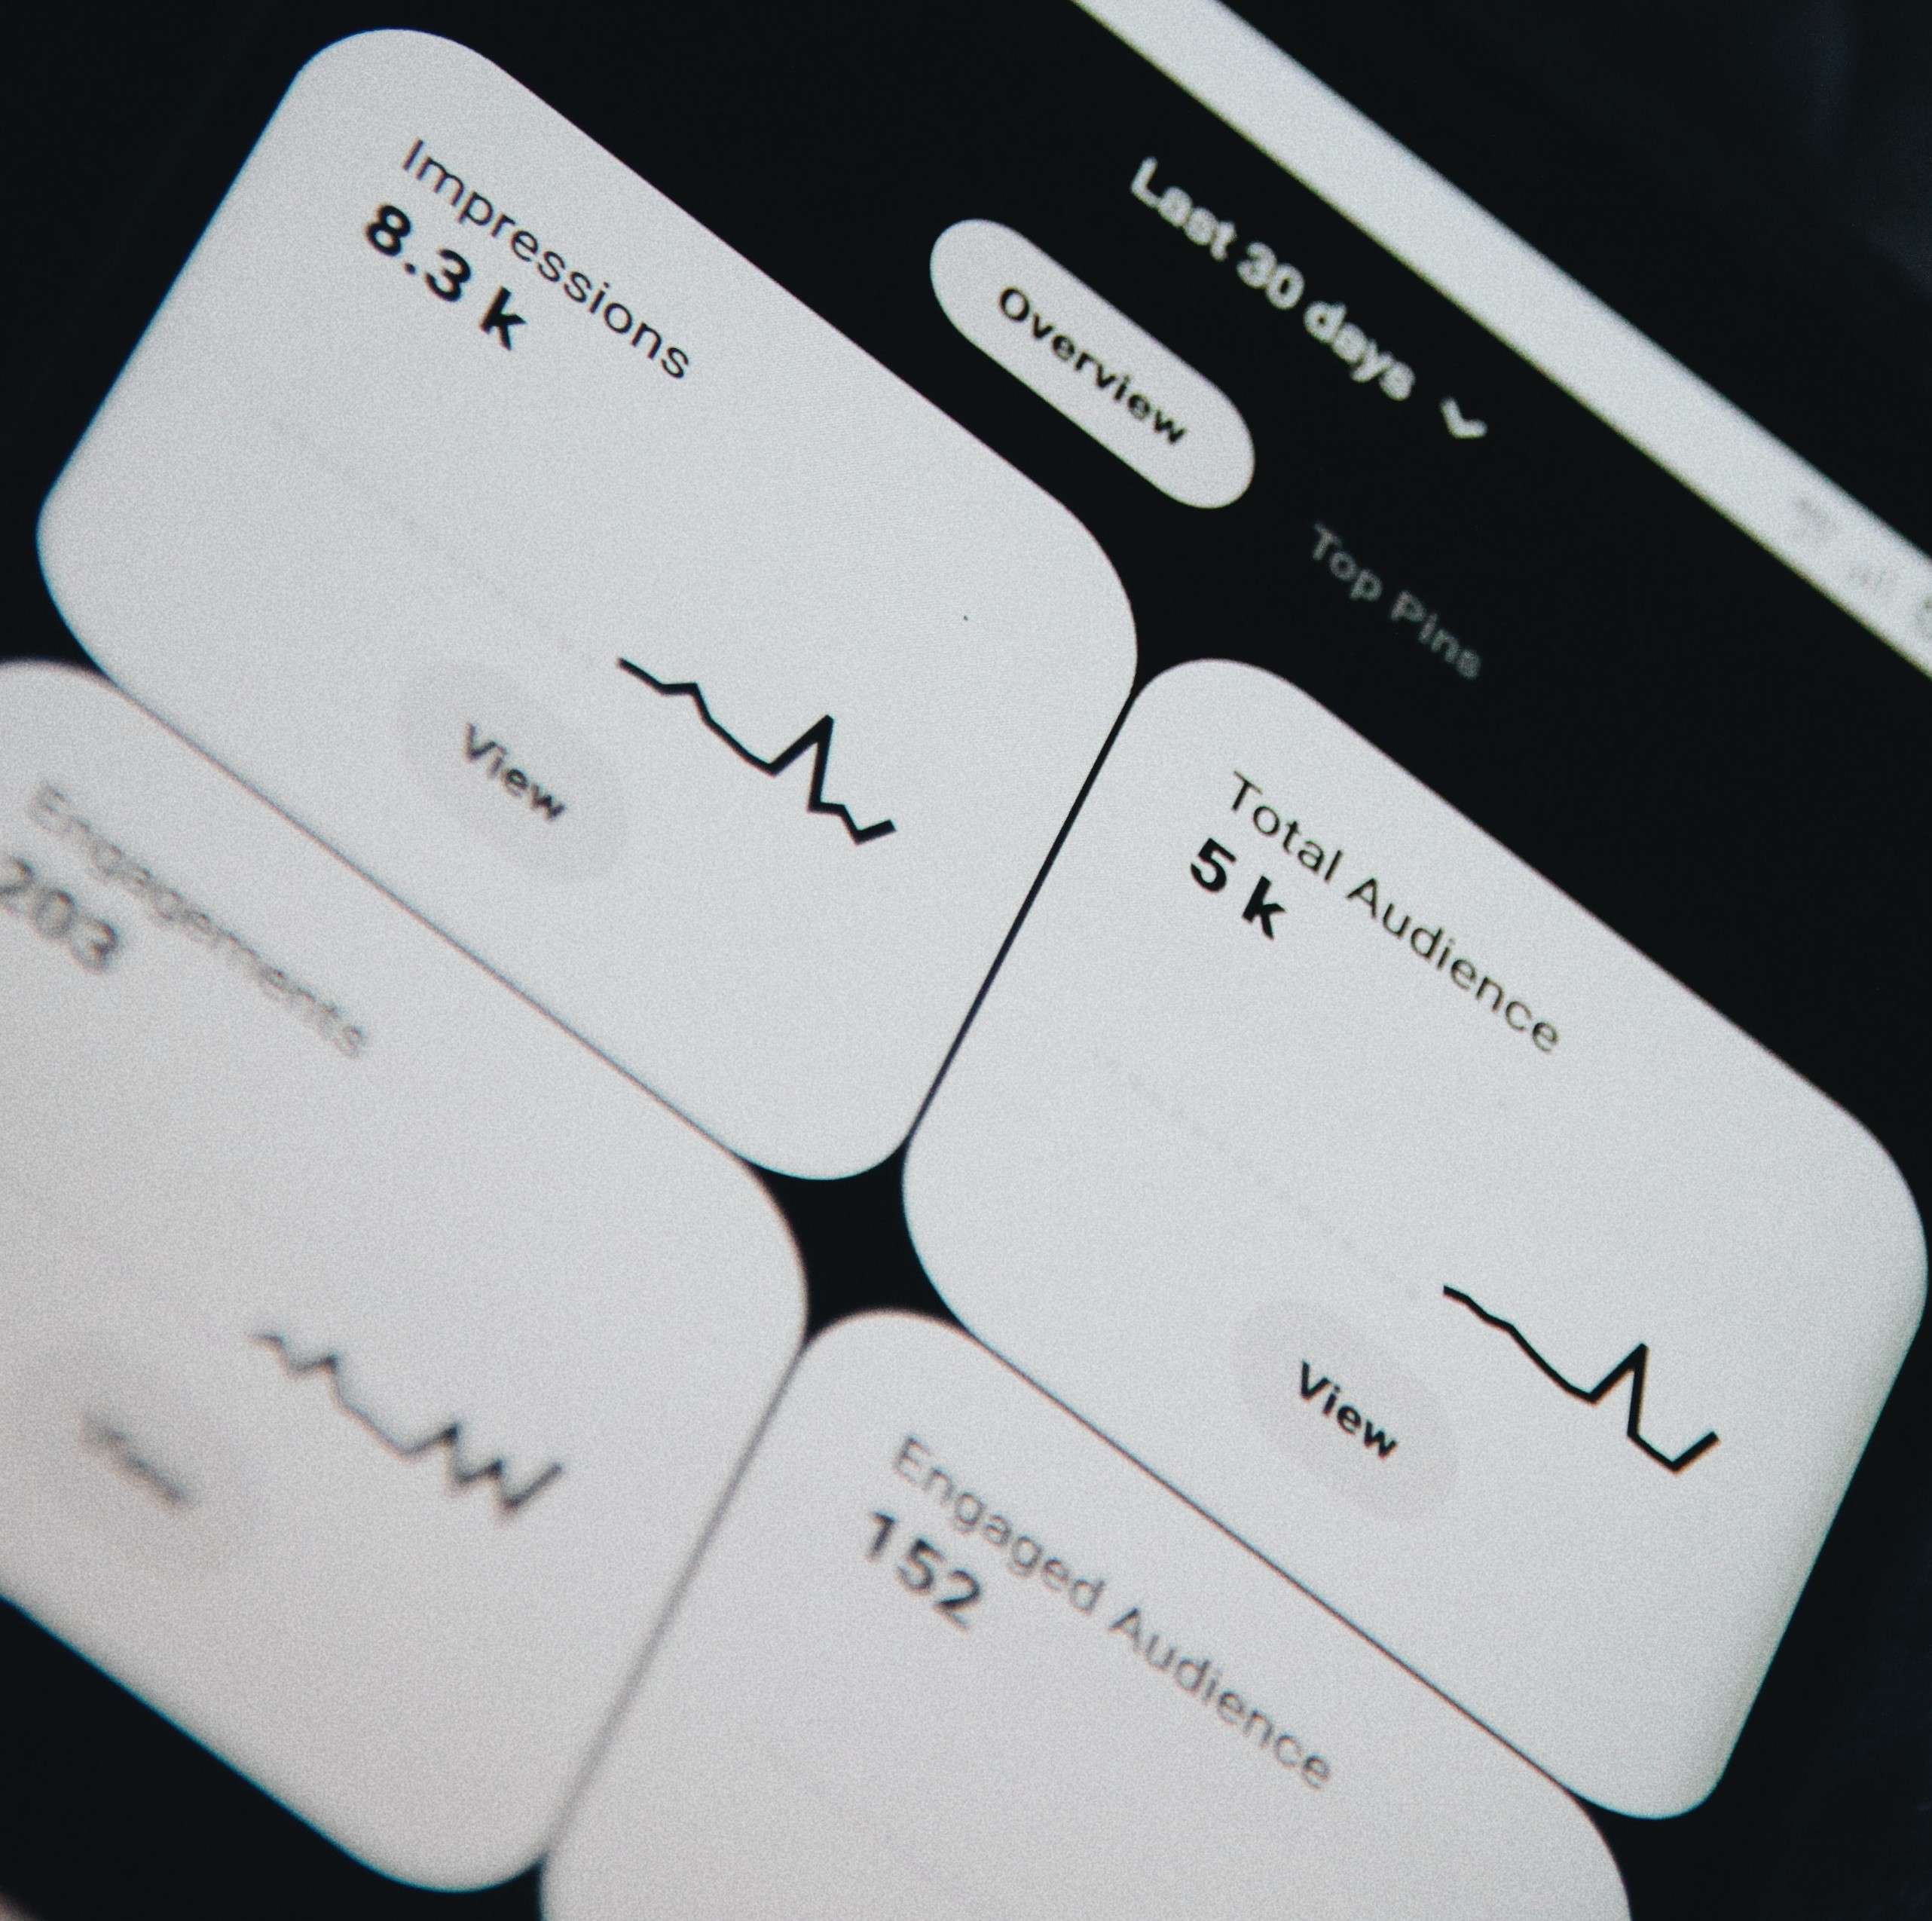 Last 30 days
Overview
Top Pins
Impressions
8.3 k
View
Total Audience
5 k
View
Engagements
203
View
Engaged Audience
152